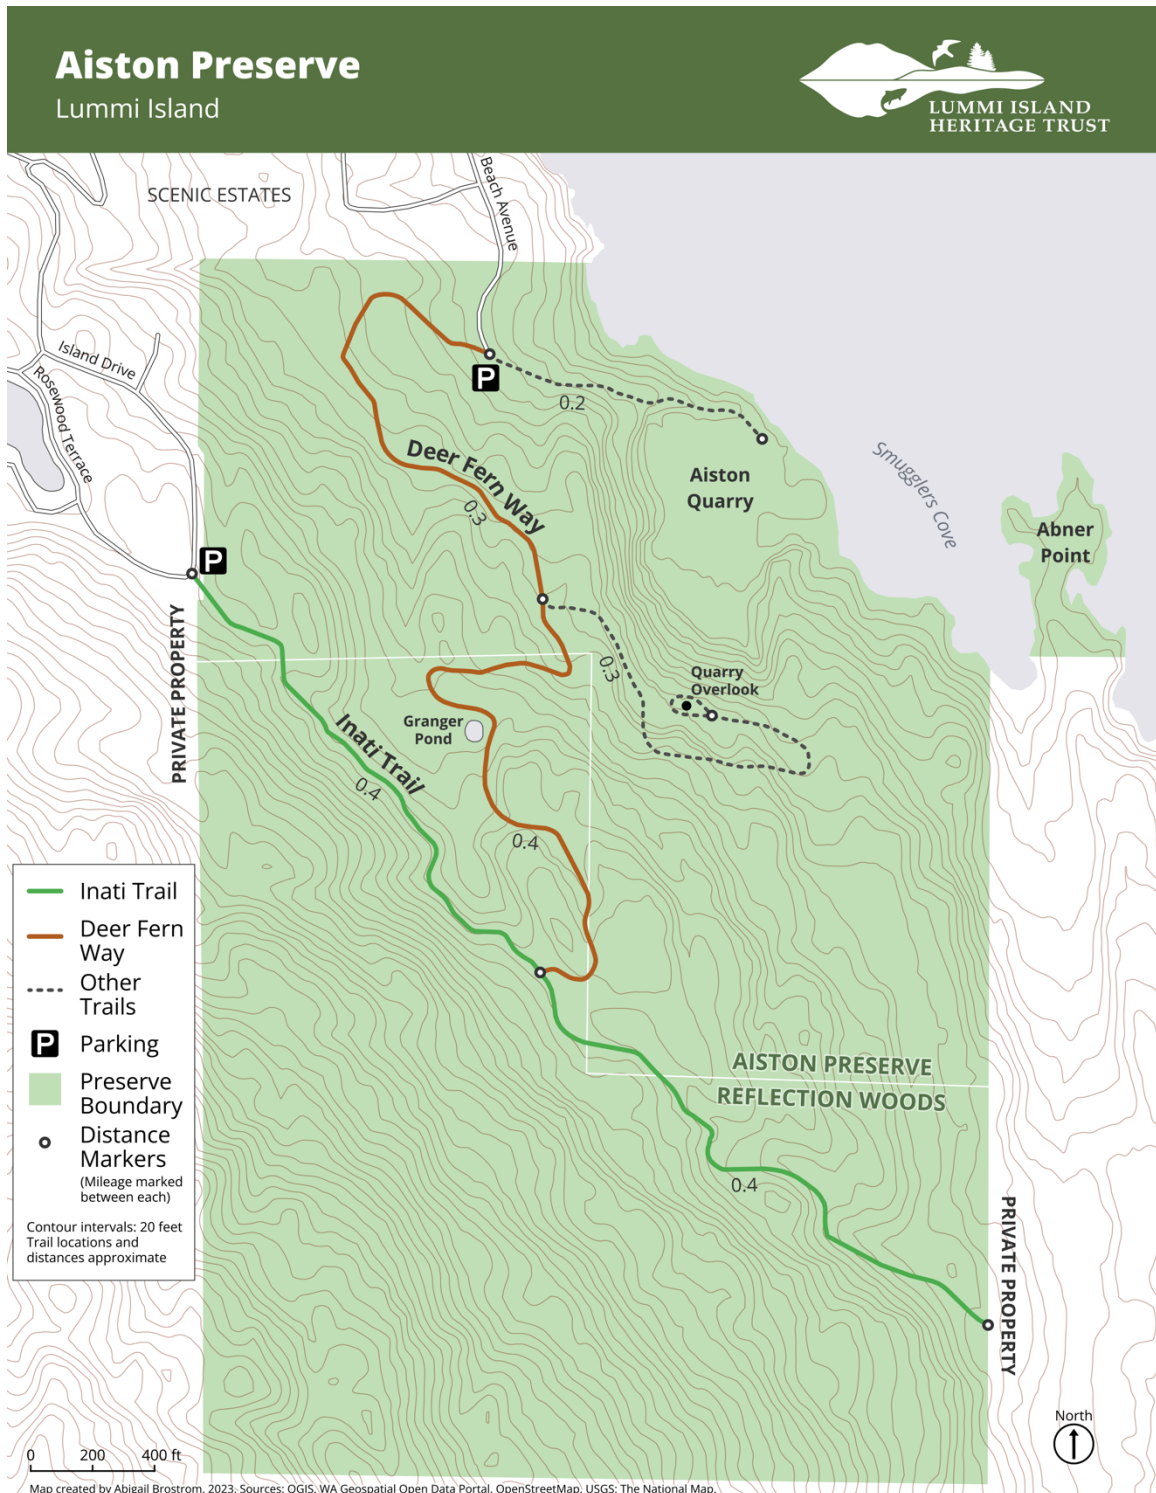 Aiston Preserve
Lummi Island
LUMMI ISLAND
HERITAGE TRUST
SCENIC ESTATES
Beach Avenue
Island Drive
Rosewood Terrace
P
0.2
Deer Fern Way
0.3
Aiston
Quarry
Smugglers Cove
Abner
Point
P
PRIVATE PROPERTY
0.3
Quarry
Overlook
Granger
Pond
Inati Trail
0.4
0.4
Inati Trail
Deer Fern
Way
Other
Trails
P
Parking
Preserve
Boundary
Distance
Markers
(Mileage marked
between each)
Contour intervals: 20 feet
Trail locations and
distances approximate
AISTON PRESERVE
REFLECTION WOODS
0.4
PRIVATE PROPERTY
North
0 200 400 ft
Map created by Abigail Brostrom, 2023. Sources: QGIS, WA Geospatial Open Data Portal, OpenStreetMap, USGS: The National Map.